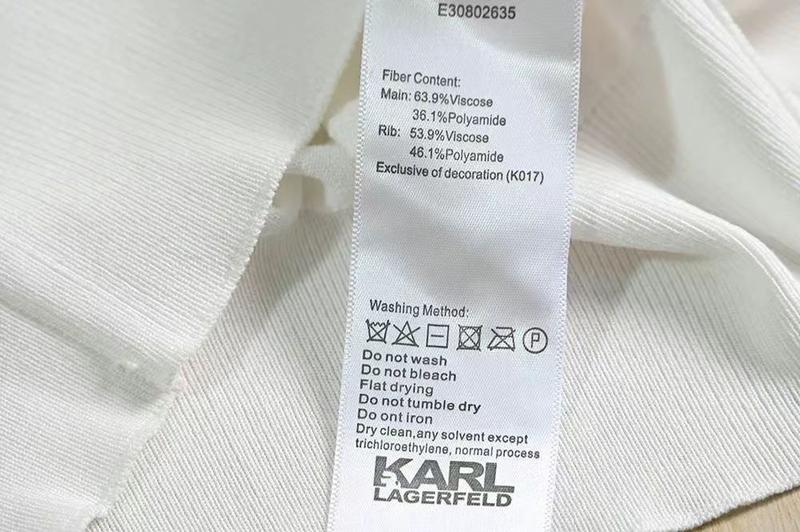 E30802635
Fiber Content:
Main: 63.9%Viscose
36.1%Polyamide
Rib: 53.9%Viscose
46.1%Polyamide
Exclusive of decoration (K017)
Washing Method:
P
Do not wash
Do not bleach
Flat drying
Do not tumble dry
Do ont iron
Dry clean,any solvent except
trichloroethylene, normal process
KARL
LAGERFELD